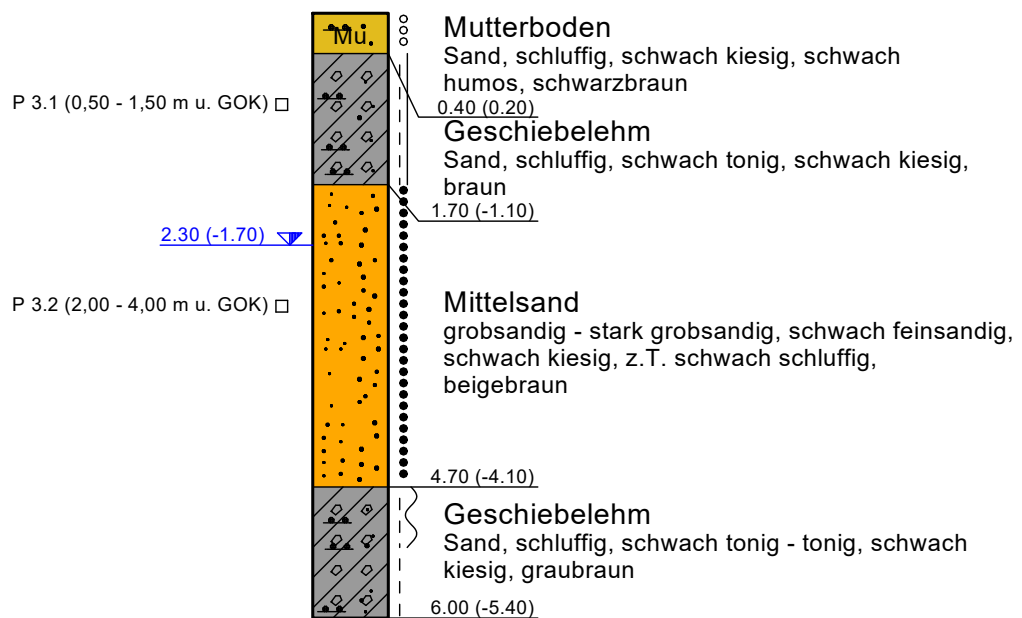 Mu.
Mutterboden
Sand, schluffig, schwach kiesig, schwach
humos, schwarzbraun
0.40 (0.20)
P 3.1 (0,50 - 1,50 m u. GOK)
Geschiebelehm
Sand, schluffig, schwach tonig, schwach kiesig,
braun
1.70 (-1.10)
2.30 (-1.70)
P 3.2 (2,00 - 4,00 m u. GOK)
Mittelsand
grobsandig - stark grobsandig, schwach feinsandig,
schwach kiesig, z.T. schwach schluffig,
beigebraun
4.70 (-4.10)
Geschiebelehm
Sand, schluffig, schwach tonig - tonig, schwach
kiesig, graubraun
6.00 (-5.40)